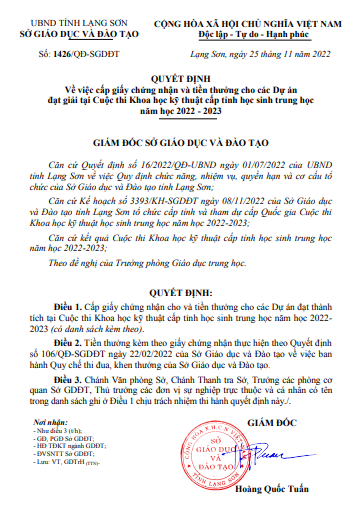 UBND TỈNH LẠNG SƠN
SỞ GIÁO DỤC VÀ ĐÀO TẠO
CỘNG HÒA XÃ HỘI CHỦ NGHĨA VIỆT NAM
Độc lập - Tự do - Hạnh phúc
Số: 1426/QĐ-SGDĐT
Lạng Sơn, ngày 25 tháng 11 năm 2022
QUYẾT ĐỊNH
Về việc cấp giấy chứng nhận và tiền thưởng cho các Dự án
đạt giải tại Cuộc thi Khoa học kỹ thuật cấp tỉnh học sinh trung học
năm học 2022 - 2023
GIÁM ĐỐC SỞ GIÁO DỤC VÀ ĐÀO TẠO
Căn cứ Quyết định số 16/2022/QĐ-UBND ngày 01/07/2022 của UBND
tỉnh Lạng Sơn về việc Quy định chức năng, nhiệm vụ, quyền hạn và cơ cấu tổ
chức của Sở Giáo dục và Đào tạo tỉnh Lạng Sơn;
Căn cứ Kế hoạch số 3393/KH-SGDĐT ngày 08/11/2022 của Sở Giáo dục
và Đào tạo tỉnh Lạng Sơn tổ chức cấp tỉnh và tham dự cấp Quốc gia Cuộc thi
Khoa học kỹ thuật học sinh trung học năm học 2022-2023;
Căn cứ kết quả Cuộc thi Khoa học kỹ thuật cấp tỉnh học sinh trung học
năm học 2022-2023;
Theo đề nghị của Trưởng phòng Giáo dục trung học.
QUYẾT ĐỊNH:
Điều 1. Cấp giấy chứng nhận cho và tiền thưởng cho các Dự án đạt thành
tích tại Cuộc thi Khoa học kỹ thuật cấp tỉnh học sinh trung học năm học 2022-
2023 (có danh sách kèm theo).
Điều 2. Tiền thưởng kèm theo giấy chứng nhận thực hiện theo Quyết định
số 106/QĐ-SGDĐT ngày 22/02/2022 của Sở Giáo dục và Đào tạo về việc ban
hành Quy chế thi đua, khen thưởng của Sở Giáo dục và Đào tạo.
Điều 3. Chánh Văn phòng Sở, Chánh Thanh tra Sở, Trưởng các phòng cơ
quan Sở GDĐT, Thủ trưởng các đơn vị sự nghiệp trực thuộc và cá nhân có tên
trong danh sách ghi ở Điều 1 chịu trách nhiệm thi hành quyết định này./.
Nơi nhận:
- Như điều 3 (t/h);
- GĐ, PGĐ Sở GDĐT;
- HĐ TĐKT ngành GDĐT;
- ĐVSNTT Sở GDĐT;
- Lưu: VT, GDTrH (TTN).
GIÁM ĐỐC
SỞ
GIÁO DỤC
VÀ
ĐÀO TẠO
TỈNH LẠNG SƠN
Hoàng Quốc Tuấn